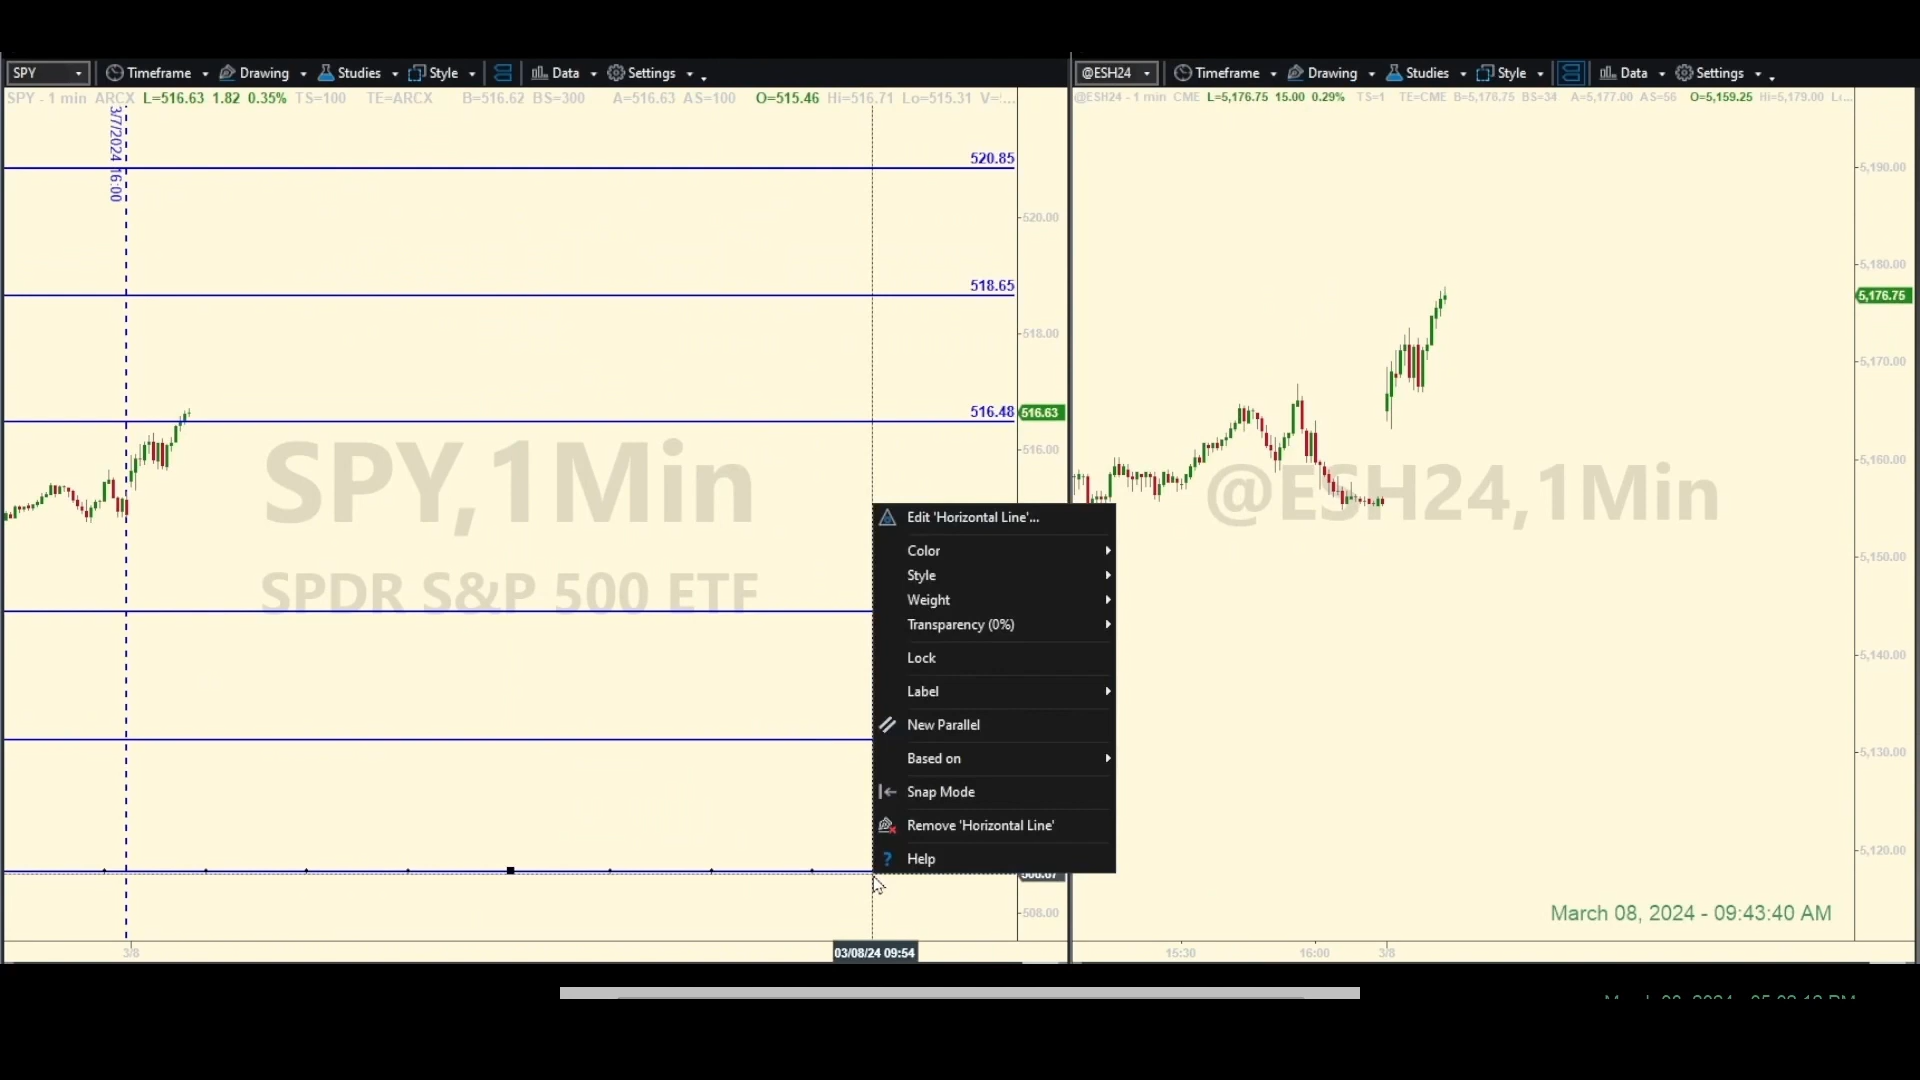 SPY Timeframe Drawing Studies Style Data Settings
SPY - 1 min ARCX L=516.63 1.82 0.35% TS=100 TE=ARCX B=516.62 BS=300 A=516.63 AS=100 O=515.46 Hi=516.71 Lo=515.31 V=...
3/7/2024 16:00
520.85
520.00
518.65
518.00
516.48
516.63
516.00
SPY,1Min
SPDR S&P 500 ETF
508.00
3/8
03/08/24 09:54
Edit 'Horizontal Line'...
Color
Style
Weight
Transparency (0%)
Lock
Label
New Parallel
Based on
Snap Mode
Remove 'Horizontal Line'
? Help
@ESH24 Timeframe Drawing Studies Style Data Settings
@ESH24 - 1 min CME L=5,176.75 15.00 0.29% TS=1 TE=CME B=5,176.75 BS=34 A=5,177.00 AS=56 O=5,159.25 Hi=5,179.00
5,190.00
5,180.00
5,176.75
5,170.00
5,160.00
@ESH24,1Min
5,150.00
5,140.00
5,130.00
5,120.00
March 08, 2024 - 09:43:40 AM
15:30 16:00 3/8